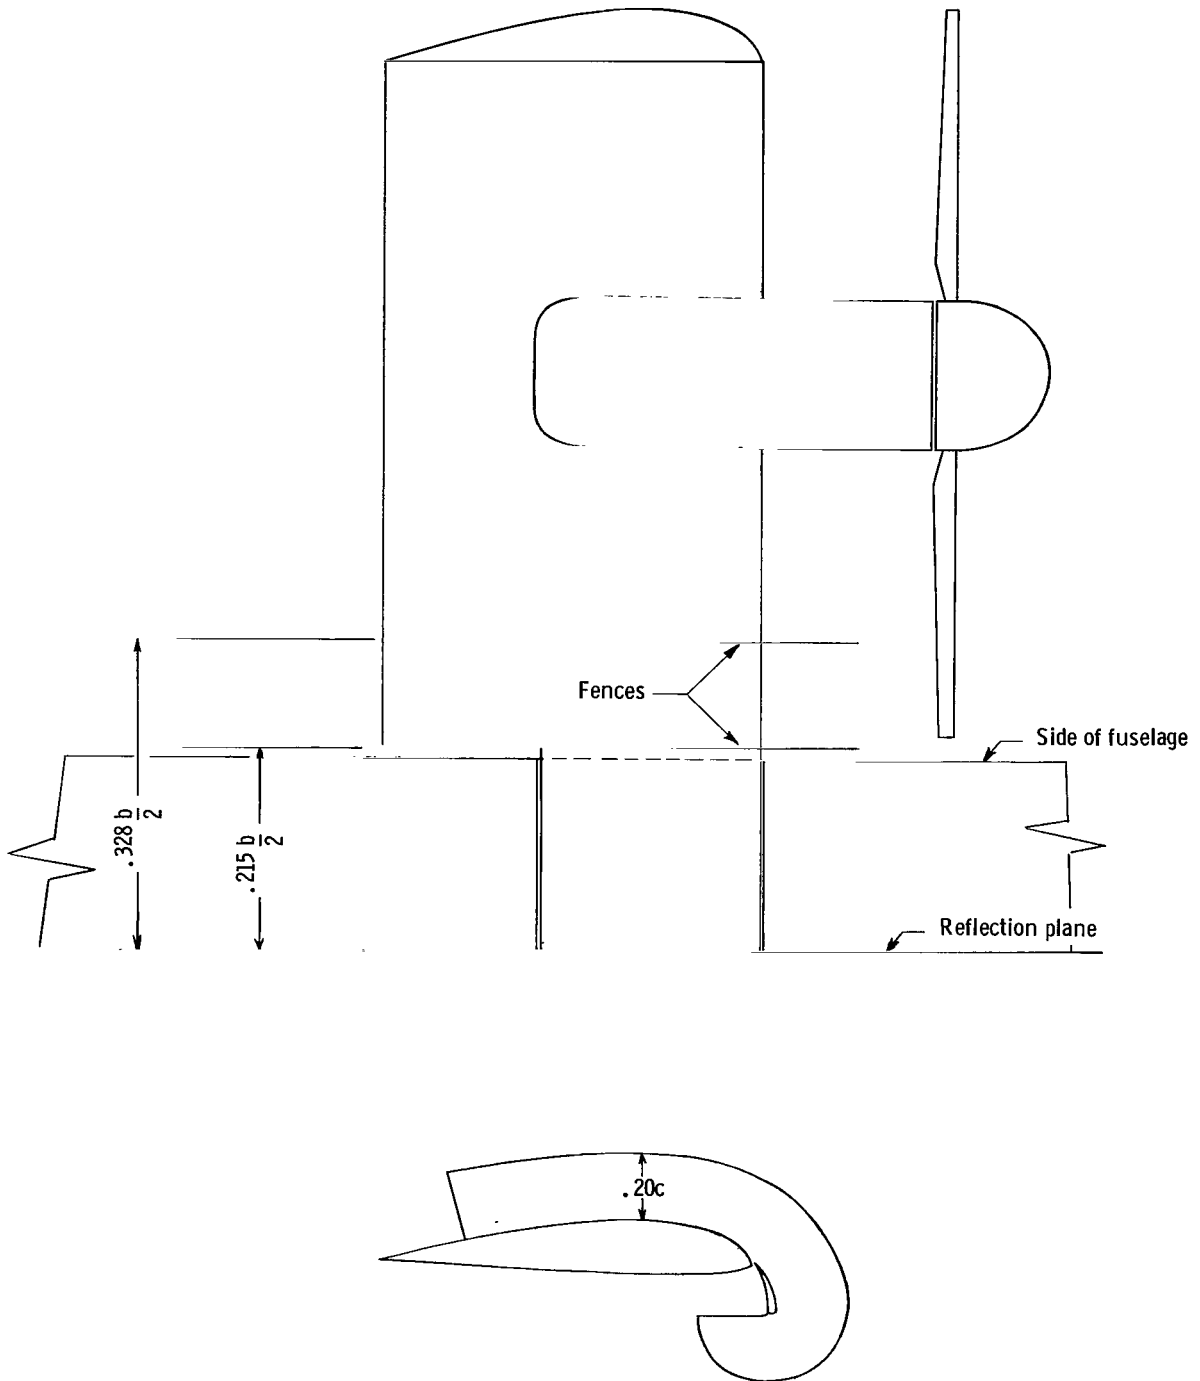 Fences
Side of fuselage
.328 b/2
.215 b/2
Reflection plane
.20c